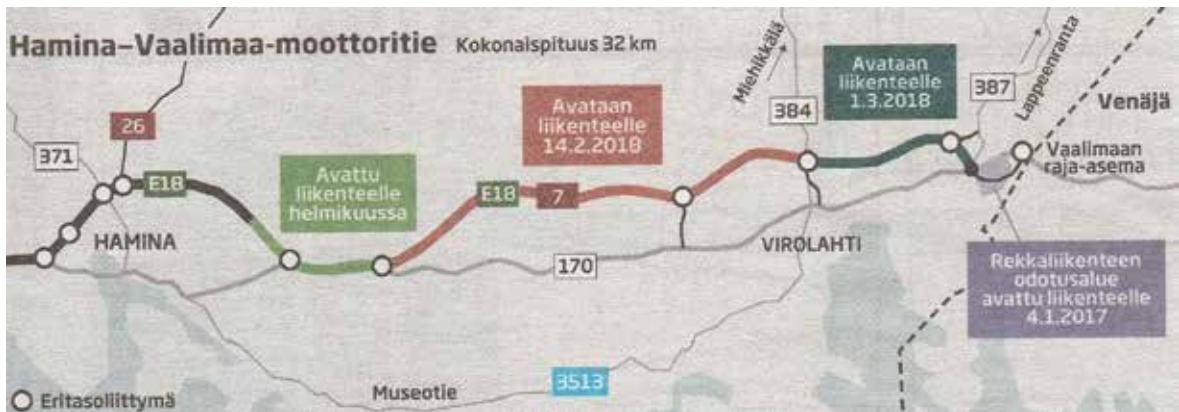 Hamina–Vaalimaa-moottoritie Kokonaispituus 32 km
26
371
E18
HAMINA
Avattu
liikenteelle
helmikuussa
Avataan
liikenteelle
14.2.2018
E18
7
170
Miehikkälä
384
Avataan
liikenteelle
1.3.2018
387
Lappeenranta
Venäjä
Vaalimaan
raja-asema
VIROLAHTI
Rekkaliikenteen
odotusalue
avattu liikenteelle
4.1.2017
Museotie
3513
Eritasoliittymä